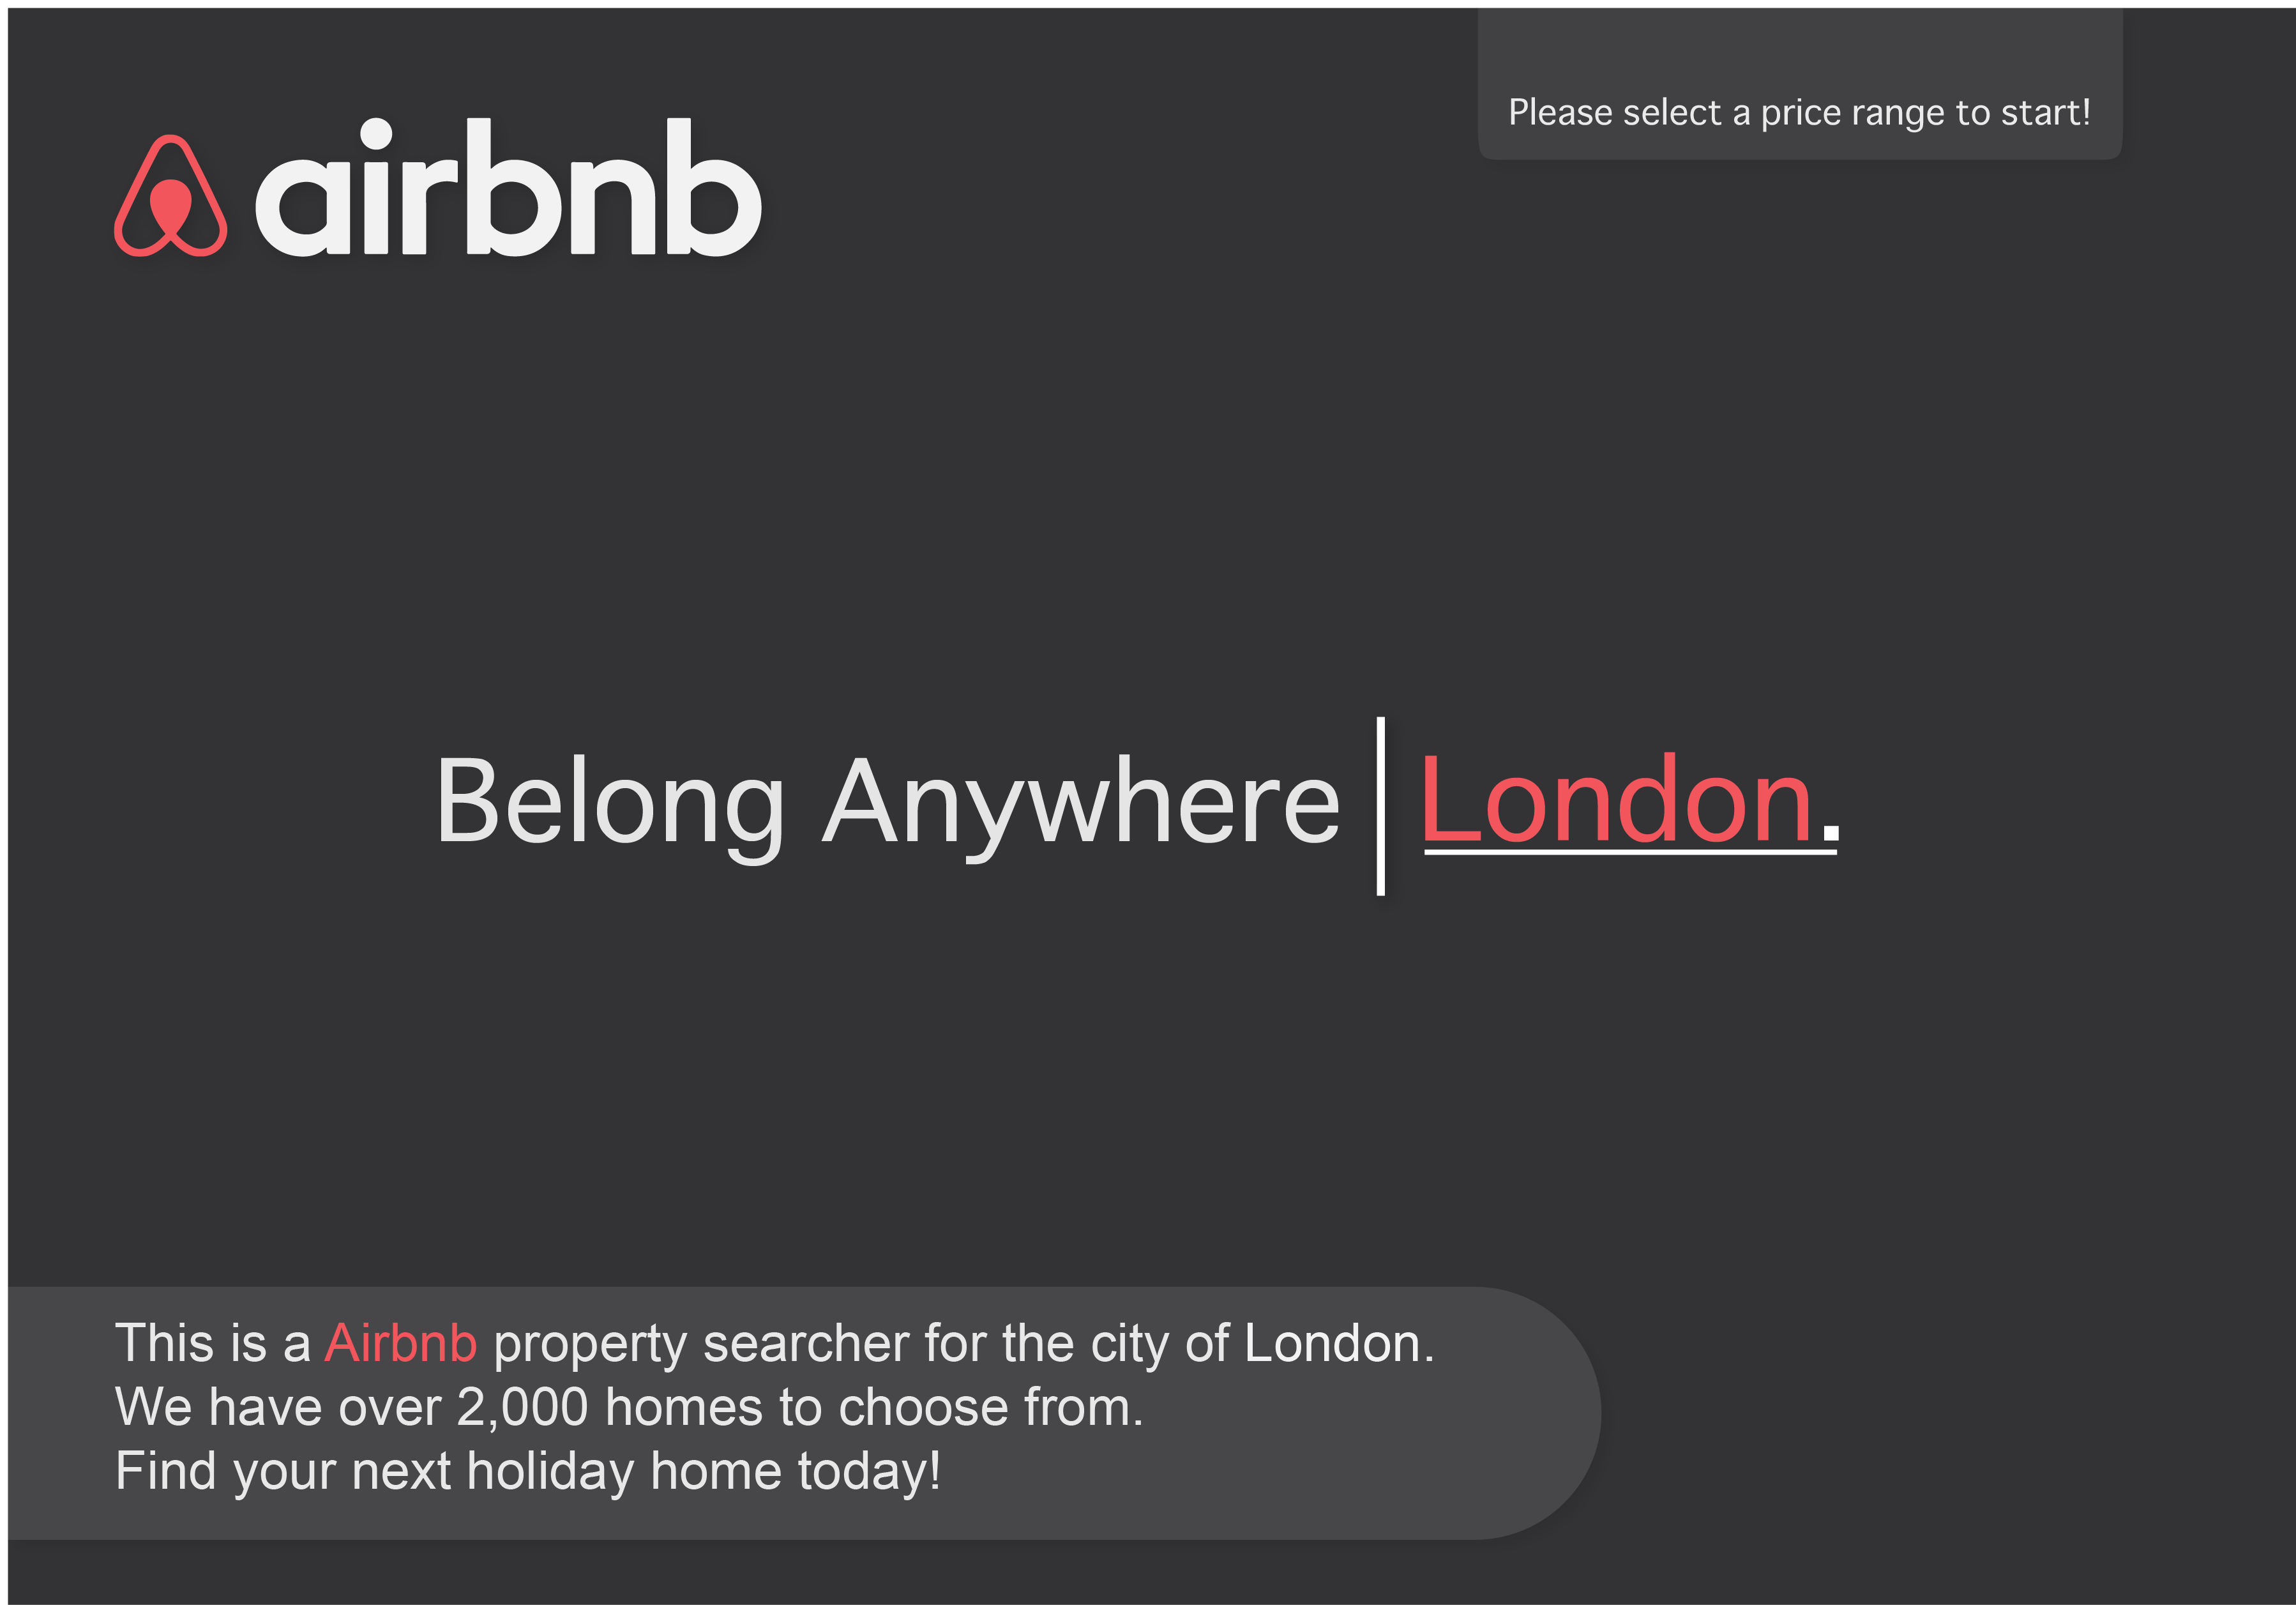 airbnb
Please select a price range to start!
Belong Anywhere | London.
This is a Airbnb property searcher for the city of London.
We have over 2,000 homes to choose from.
Find your next holiday home today!